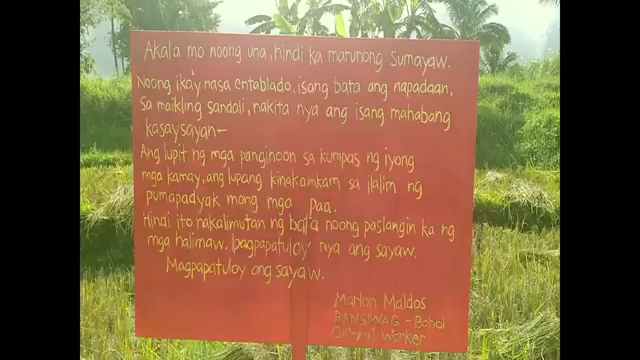 Akala mo noong una, hindi ka marunong sumayaw.
Noong ika'y nasa entablado, isang bata ang napadaan,
sa maikling sandali, nakita nya ang isang mahabang
kasaysayan-
Ang lupit ng mga panginoon sa kumpas ng iyong
mga kamay, ang lupang kinakamkam sa ilalim ng
pumapadyak mong mga paa.
Hindi ito nakalimutan ng bata noong paslangin ka ng
mga halimaw. Ipagpapatuloy nya ang sayaw.
Magpapatuloy ang sayaw.
Marlon Maldos
BANSIWAG - Bohol
Cultural Worker